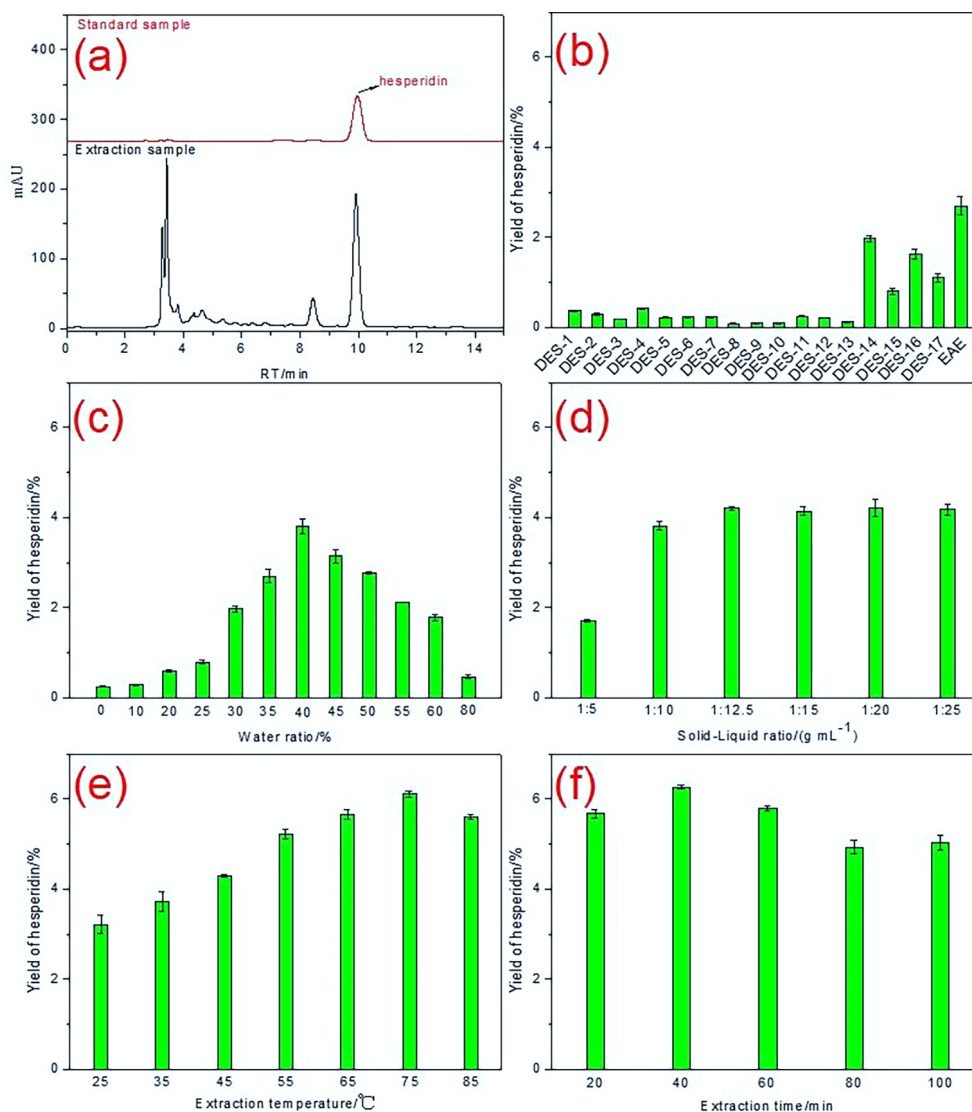 Standard sample
(a)
hesperidin
Extraction sample
mAU
400
300
200
100
0
0 2 4 6 8 10 12 14
RT/min
(b)
Yield of hesperidin/%
6
4
2
0
DES-1 DES-2 DES-3 DES-4 DES-5 DES-6 DES-7 DES-8 DES-9 DES-10 DES-11 DES-12 DES-13 DES-14 DES-15 DES-16 DES-17 EAE
(c)
Yield of hesperidin/%
6
4
2
0
0 10 20 25 30 35 40 45 50 55 60 80
Water ratio/%
(d)
Yield of hesperidin/%
6
4
2
0
1:5 1:10 1:12.5 1:15 1:20 1:25
Solid-Liquid ratio/(g mL⁻¹)
(e)
Yield of hesperidin/%
6
4
2
0
25 35 45 55 65 75 85
Extraction temperature/℃
(f)
Yield of hesperidin/%
6
4
2
0
20 40 60 80 100
Extraction time/min